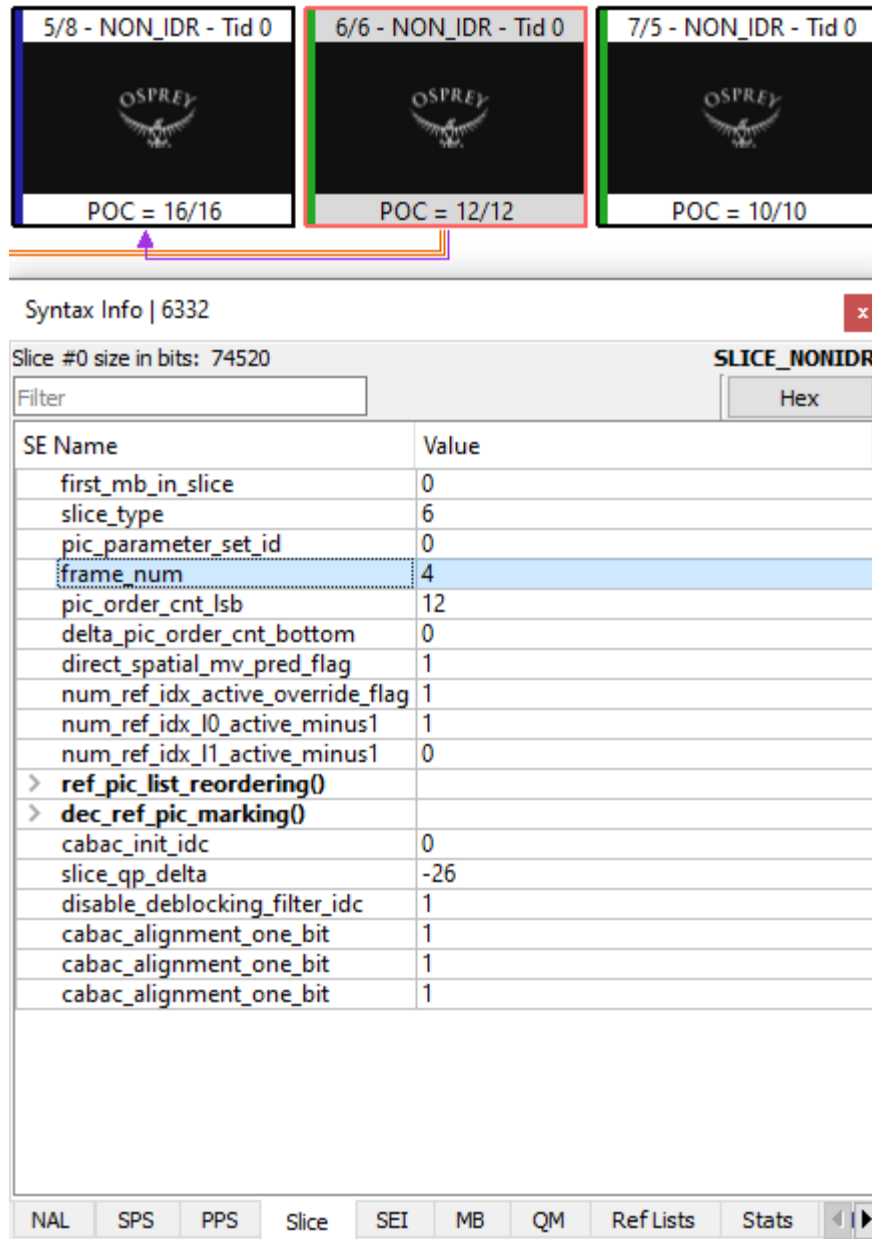 5/8 - NON_IDR - Tid 0
6/6 - NON_IDR - Tid 0
7/5 - NON_IDR - Tid 0
OSPREY
OSPREY
OSPREY
POC = 16/16
POC = 12/12
POC = 10/10
Syntax Info | 6332
x
Slice #0 size in bits: 74520
SLICE_NONIDR
Filter
Hex
SE Name Value
first_mb_in_slice 0
slice_type 6
pic_parameter_set_id 0
frame_num 4
pic_order_cnt_lsb 12
delta_pic_order_cnt_bottom 0
direct_spatial_mv_pred_flag 1
num_ref_idx_active_override_flag 1
num_ref_idx_l0_active_minus1 1
num_ref_idx_l1_active_minus1 0
> ref_pic_list_reordering()
> dec_ref_pic_marking()
cabac_init_idc 0
slice_qp_delta -26
disable_deblocking_filter_idc 1
cabac_alignment_one_bit 1
cabac_alignment_one_bit 1
cabac_alignment_one_bit 1
NAL SPS PPS Slice SEI MB QM Ref Lists Stats